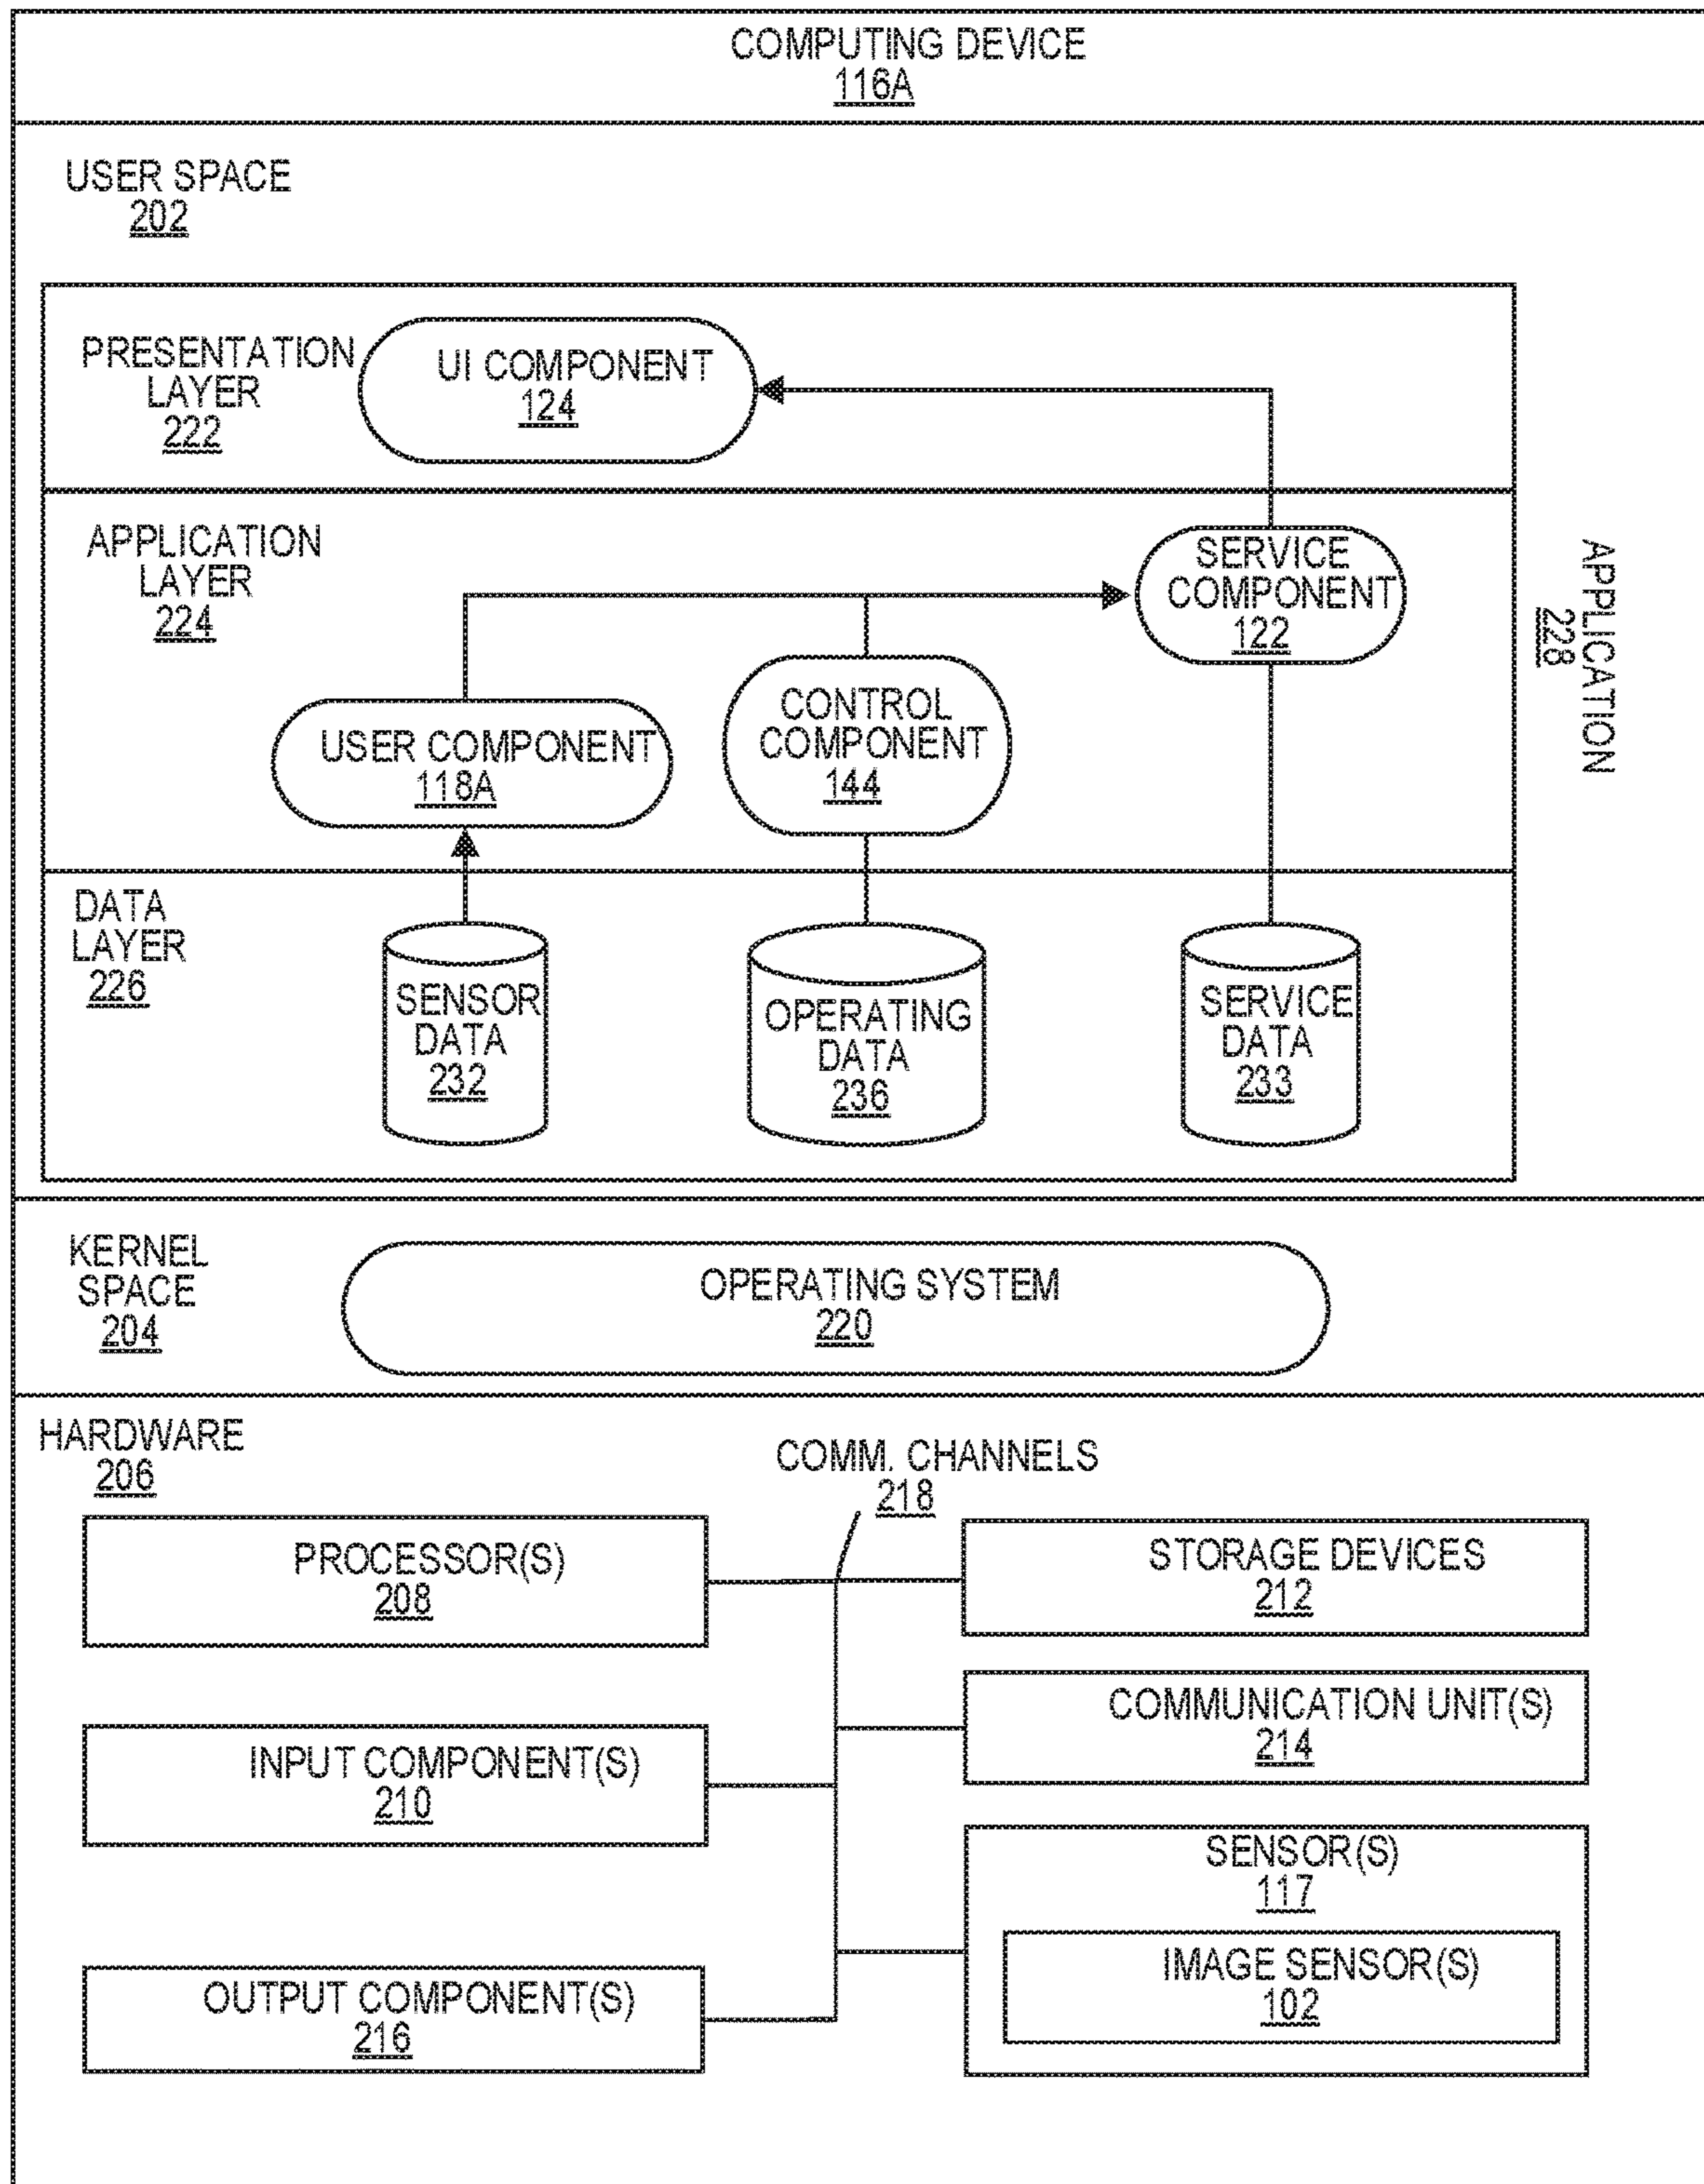 COMPUTING DEVICE
116A
USER SPACE
202
PRESENTATION
LAYER
222
UI COMPONENT
124
APPLICATION
LAYER
224
SERVICE
COMPONENT
122
USER COMPONENT
118A
CONTROL
COMPONENT
144
APPLICATION
228
DATA
LAYER
226
SENSOR
DATA
232
OPERATING
DATA
236
SERVICE
DATA
233
KERNEL
SPACE
204
OPERATING SYSTEM
220
HARDWARE
206
COMM. CHANNELS
218
PROCESSOR(S)
208
STORAGE DEVICES
212
INPUT COMPONENT(S)
210
COMMUNICATION UNIT(S)
214
OUTPUT COMPONENT(S)
216
SENSOR(S)
117
IMAGE SENSOR(S)
102